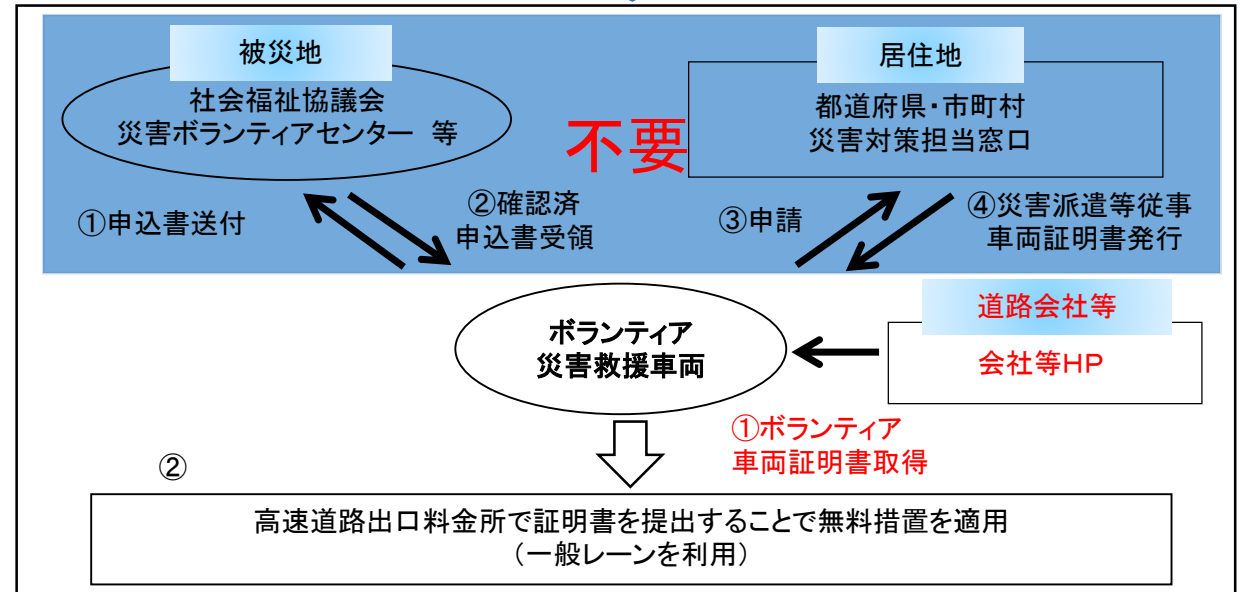 被災地
社会福祉協議会
災害ボランティアセンター 等
不要
居住地
都道府県・市町村
災害対策担当窓口
①申込書送付
②確認済
申込書受領
③申請
④災害派遣等従事
車両証明書発行
ボランティア
災害救援車両
道路会社等
会社等HP
①ボランティア
車両証明書取得
②
高速道路出口料金所で証明書を提出することで無料措置を適用
(一般レーンを利用)